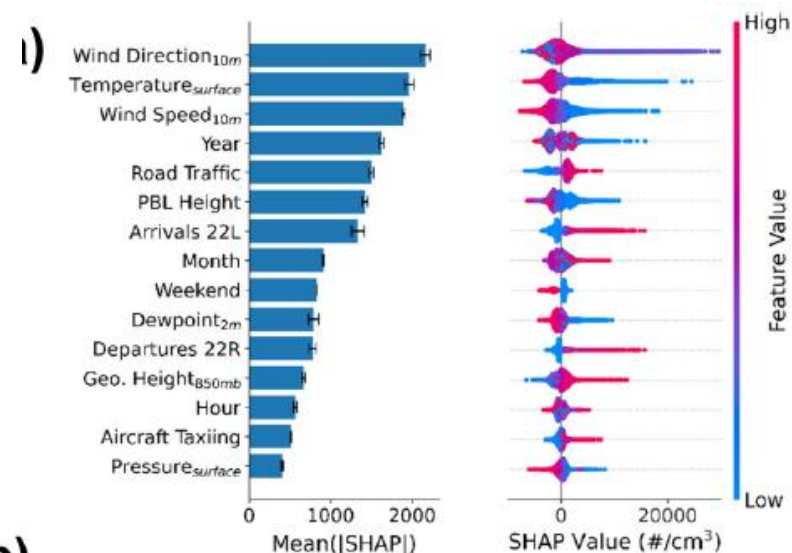 a)
High
Wind Direction10m
Temperaturesurface
Wind Speed10m
Year
Road Traffic
PBL Height
Arrivals 22L
Month
Weekend
Dewpoint2m
Departures 22R
Geo. Height850mb
Hour
Aircraft Taxiing
Pressuresurface
Feature Value
Low
0 1000 2000
0 20000
Mean(|SHAP|)
SHAP Value (#/cm³)